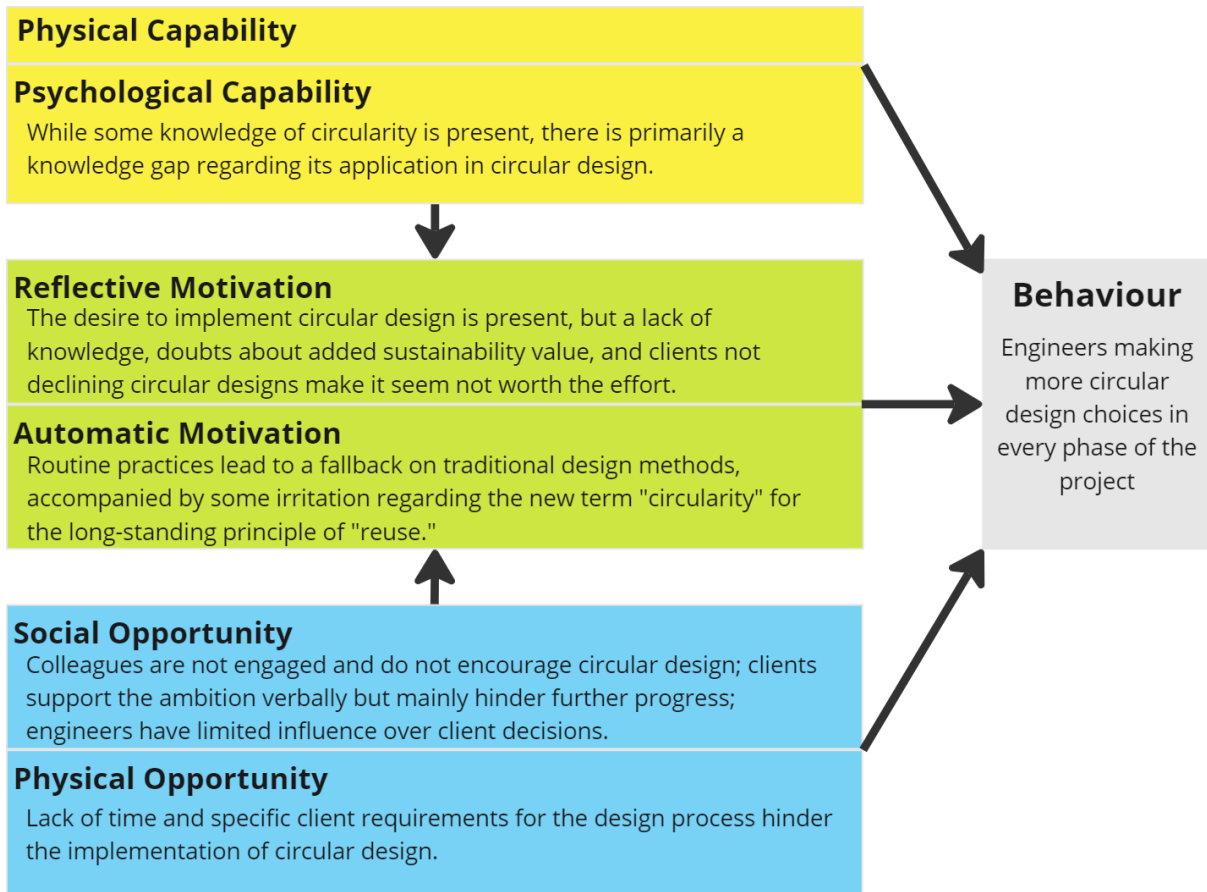 Physical Capability
Psychological Capability
While some knowledge of circularity is present, there is primarily a
knowledge gap regarding its application in circular design.
Reflective Motivation
The desire to implement circular design is present, but a lack of
knowledge, doubts about added sustainability value, and clients not
declining circular designs make it seem not worth the effort.
Automatic Motivation
Routine practices lead to a fallback on traditional design methods,
accompanied by some irritation regarding the new term "circularity" for
the long-standing principle of "reuse."
Social Opportunity
Colleagues are not engaged and do not encourage circular design; clients
support the ambition verbally but mainly hinder further progress;
engineers have limited influence over client decisions.
Physical Opportunity
Lack of time and specific client requirements for the design process hinder
the implementation of circular design.
Behaviour
Engineers making
more circular
design choices in
every phase of the
project